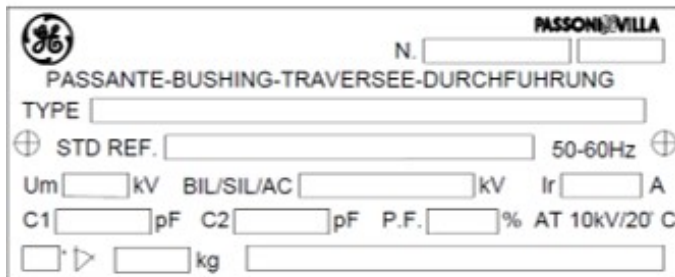 GE PASSONI VILLA
N.
PASSANTE-BUSHING-TRAVERSEE-DURCHFUHRUNG
TYPE
STD REF. 50-60Hz
Um kV BIL/SIL/AC kV Ir A
C1 pF C2 pF P.F. % AT 10kV/20° C
° kg